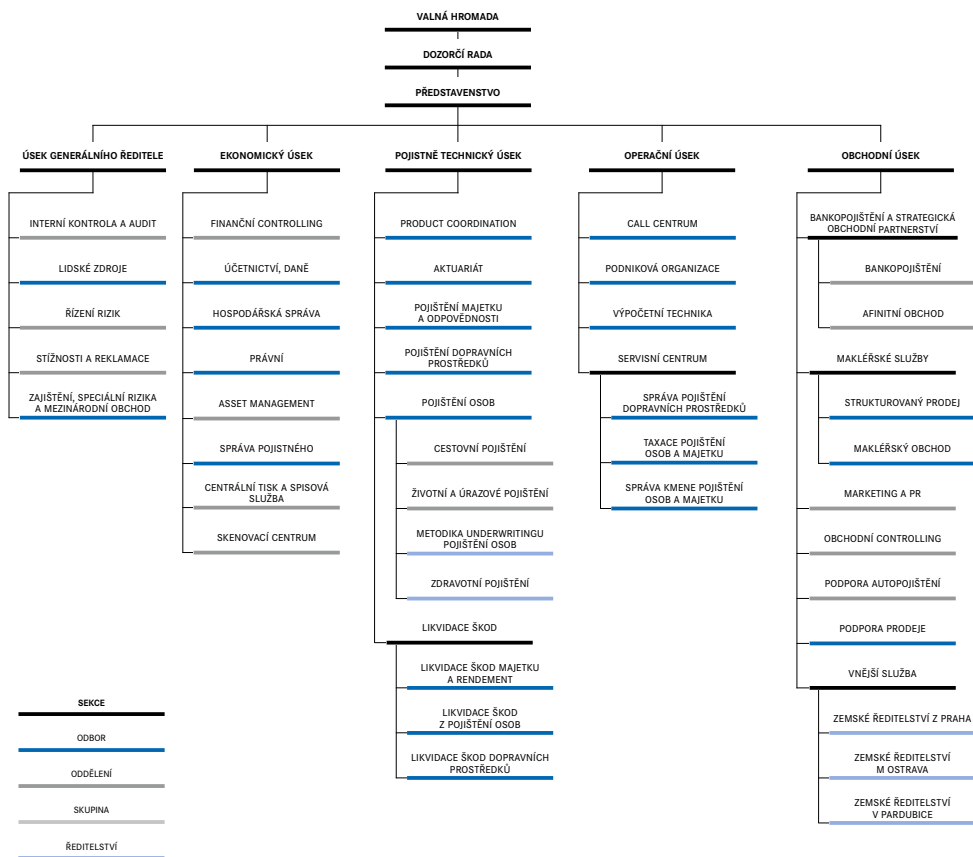 VALNÁ HROMADA
DOZORČÍ RADA
PŘEDSTAVENSTVO
ÚSEK GENERÁLNÍHO ŘEDITELE
INTERNÍ KONTROLA A AUDIT
LIDSKÉ ZDROJE
ŘÍZENÍ RIZIK
STÍŽNOSTI A REKLAMACE
ZAJIŠTĚNÍ, SPECIÁLNÍ RIZIKA
A MEZINÁRODNÍ OBCHOD
EKONOMICKÝ ÚSEK
FINANČNÍ CONTROLLING
ÚČETNICTVÍ, DANĚ
HOSPODÁŘSKÁ SPRÁVA
PRÁVNÍ
ASSET MANAGEMENT
SPRÁVA POJISTNÉHO
CENTRÁLNÍ TISK A SPISOVÁ
SLUŽBA
SKENOVACÍ CENTRUM
POJISTNĚ TECHNICKÝ ÚSEK
PRODUCT COORDINATION
AKTUARIÁT
POJIŠTĚNÍ MAJETKU
A ODPOVĚDNOSTI
POJIŠTĚNÍ DOPRAVNÍCH
PROSTŘEDKŮ
POJIŠTĚNÍ OSOB
CESTOVNÍ POJIŠTĚNÍ
ŽIVOTNÍ A ÚRAZOVÉ POJIŠTĚNÍ
METODIKA UNDERWRITINGU
POJIŠTĚNÍ OSOB
ZDRAVOTNÍ POJIŠTĚNÍ
LIKVIDACE ŠKOD
LIKVIDACE ŠKOD MAJETKU
A RENDEMENT
LIKVIDACE ŠKOD
Z POJIŠTĚNÍ OSOB
LIKVIDACE ŠKOD DOPRAVNÍCH
PROSTŘEDKŮ
OPERAČNÍ ÚSEK
CALL CENTRUM
PODNIKOVÁ ORGANIZACE
VÝPOČETNÍ TECHNIKA
SERVISNÍ CENTRUM
SPRÁVA POJIŠTĚNÍ
DOPRAVNÍCH PROSTŘEDKŮ
TAXACE POJIŠTĚNÍ
OSOB A MAJETKU
SPRÁVA KMENE POJIŠTĚNÍ
OSOB A MAJETKU
OBCHODNÍ ÚSEK
BANKOPOJIŠTĚNÍ A STRATEGICKÁ
OBCHODNÍ PARTNERSTVÍ
BANKOPOJIŠTĚNÍ
AFINITNÍ OBCHOD
MAKLÉŘSKÉ SLUŽBY
STRUKTUROVANÝ PRODEJ
MAKLÉŘSKÝ OBCHOD
MARKETING A PR
OBCHODNÍ CONTROLLING
PODPORA AUTOPOJIŠTĚNÍ
PODPORA PRODEJE
VNĚJŠÍ SLUŽBA
ZEMSKÉ ŘEDITELSTVÍ Z PRAHA
ZEMSKÉ ŘEDITELSTVÍ
M OSTRAVA
ZEMSKÉ ŘEDITELSTVÍ
V PARDUBICE
SEKCE
ODBOR
ODDĚLENÍ
SKUPINA
ŘEDITELSTVÍ